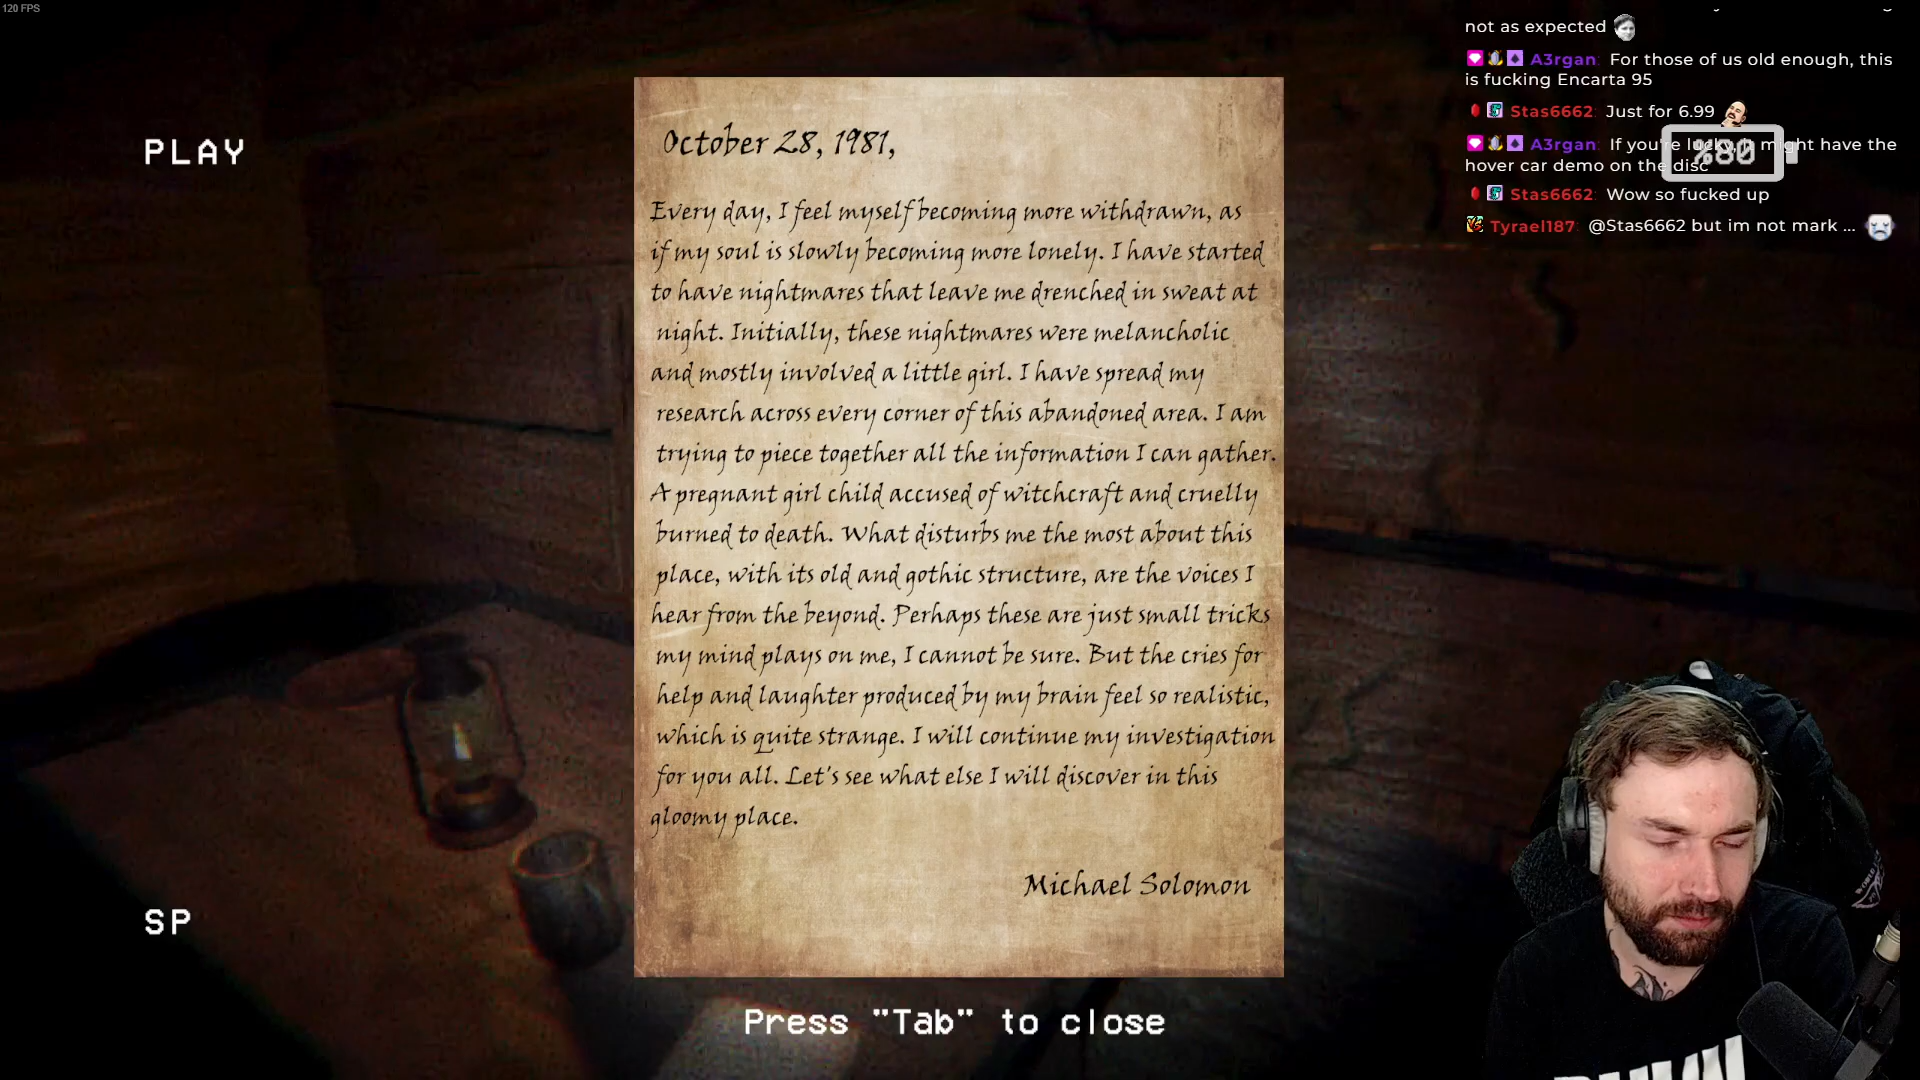 120 FPS
PLAY
SP
October 28, 1981,
Every day, I feel myself becoming more withdrawn, as
if my soul is slowly becoming more lonely. I have started
to have nightmares that leave me drenched in sweat at
night. Initially, these nightmares were melancholic
and mostly involved a little girl. I have spread my
research across every corner of this abandoned area. I am
trying to piece together all the information I can gather.
A pregnant girl child accused of witchcraft and cruelly
burned to death. What disturbs me the most about this
place, with its old and gothic structure, are the voices I
hear from the beyond. Perhaps these are just small tricks
my mind plays on me, I cannot be sure. But the cries for
help and laughter produced by my brain feel so realistic,
which is quite strange. I will continue my investigation
for you all. Let's see what else I will discover in this
gloomy place.
Michael Solomon
Press "Tab" to close
not as expected
A3rgan: For those of us old enough, this
is fucking Encarta 95
Stas6662: Just for 6.99
A3rgan: If you're lucky, it might have the
hover car demo on the disc
%80
Stas6662: Wow so fucked up
Tyrael187: @Stas6662 but im not mark ...